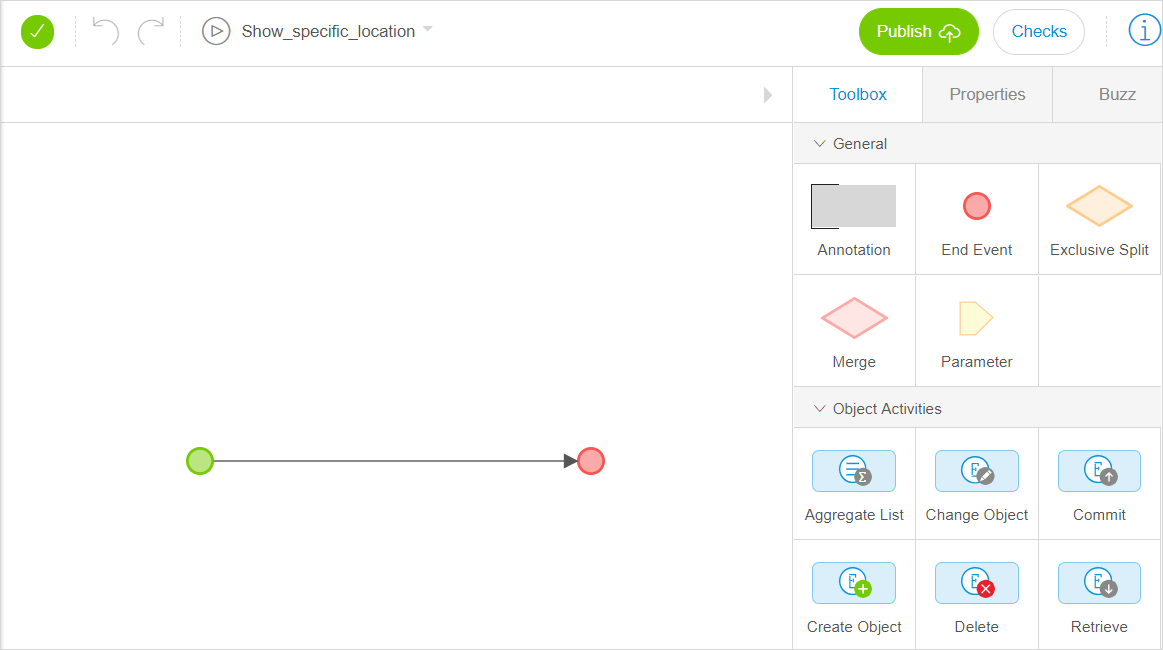 Show_specific_location
Publish
Checks
Toolbox
Properties
Buzz
General
Annotation
End Event
Exclusive Split
Merge
Parameter
Object Activities
Aggregate List
Change Object
Commit
Create Object
Delete
Retrieve